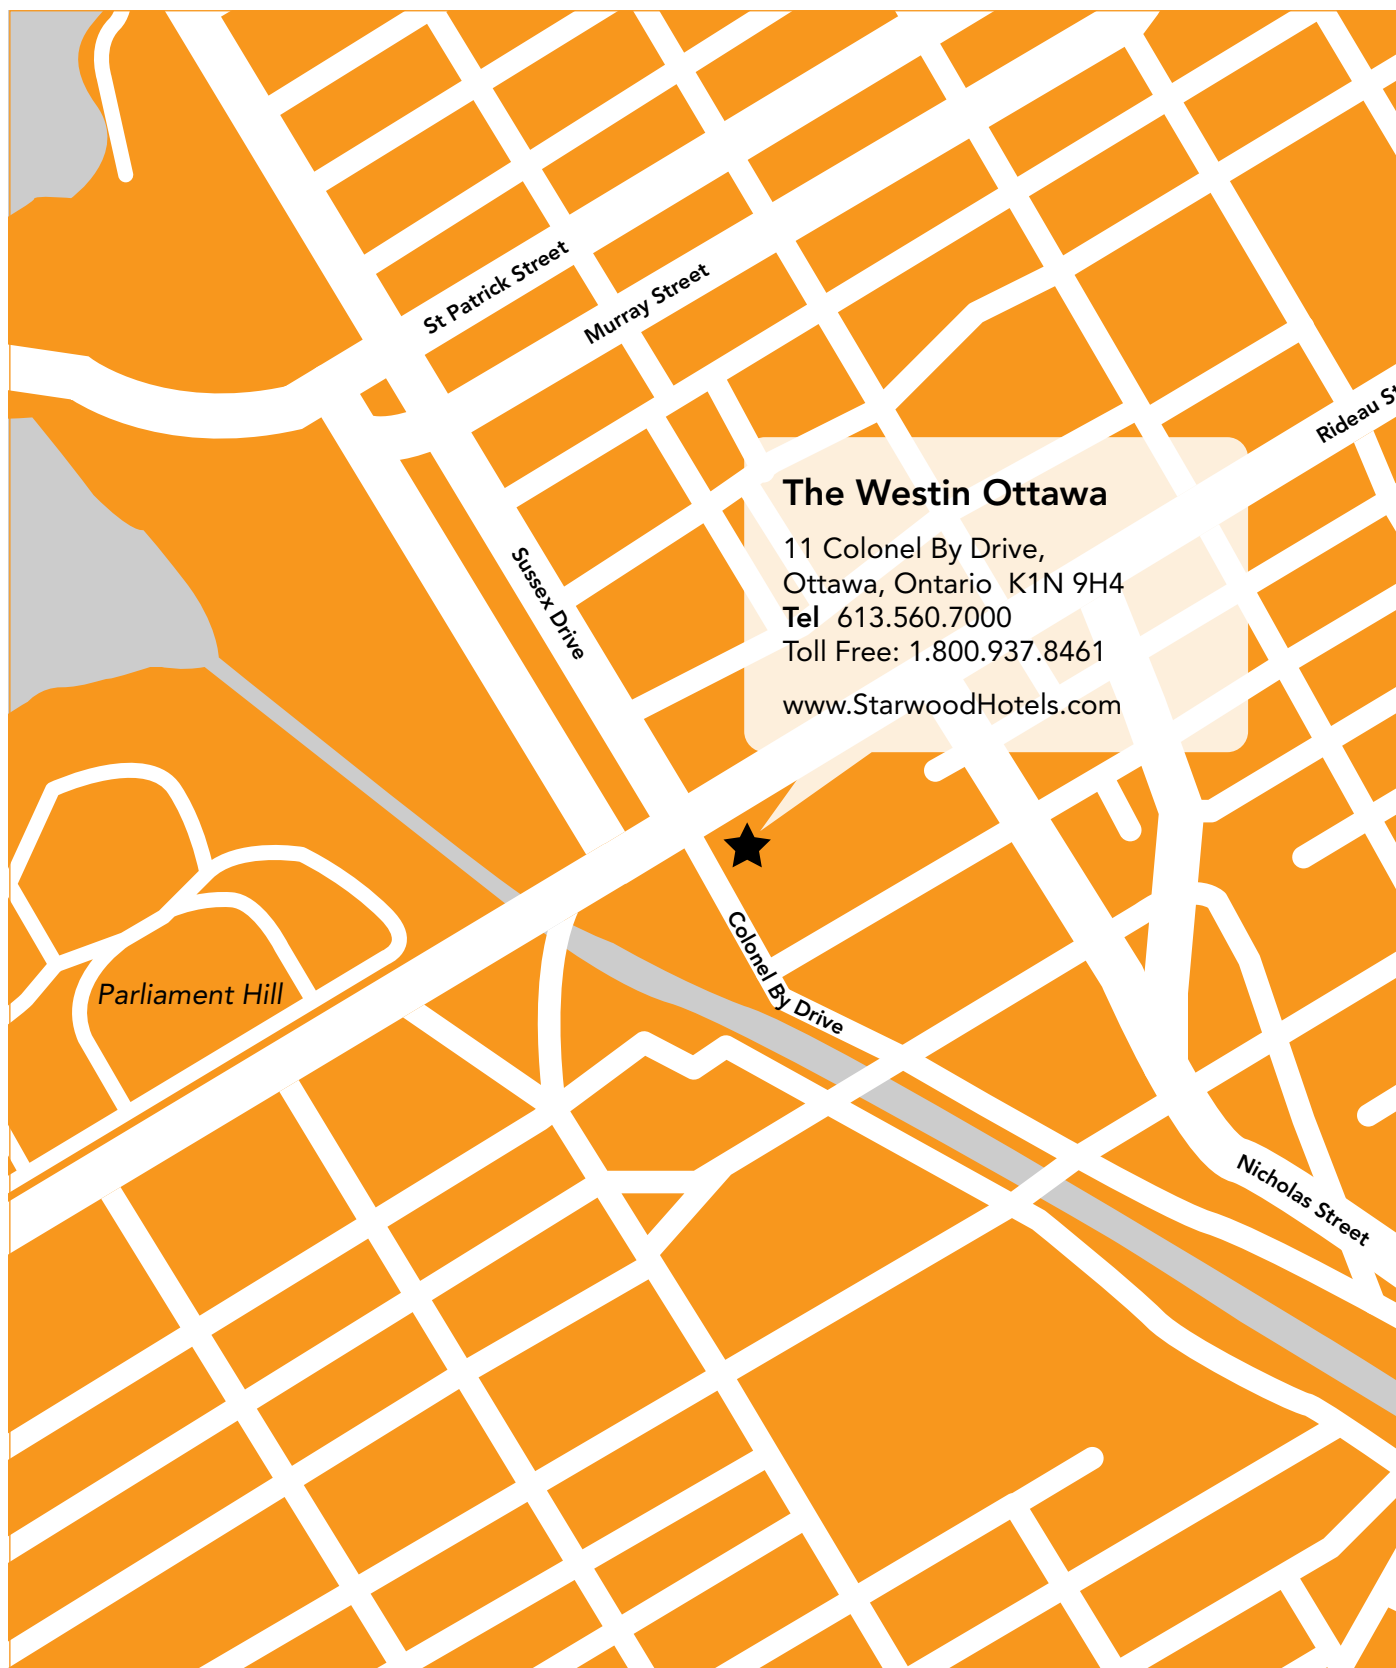 St Patrick Street
Murray Street
Rideau St
The Westin Ottawa
11 Colonel By Drive,
Ottawa, Ontario  K1N 9H4
Tel  613.560.7000
Toll Free: 1.800.937.8461
www.StarwoodHotels.com
Sussex Drive
Colonel By Drive
Parliament Hill
Nicholas Street